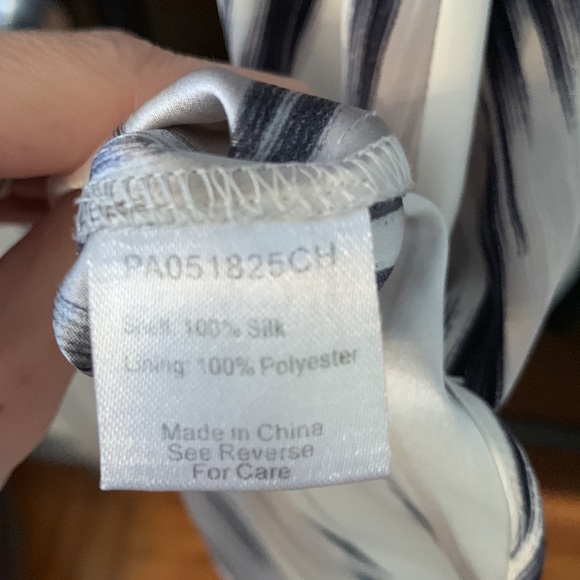 PA051825CH
Shell: 100% Silk
Lining: 100% Polyester
Made in China
See Reverse
For Care